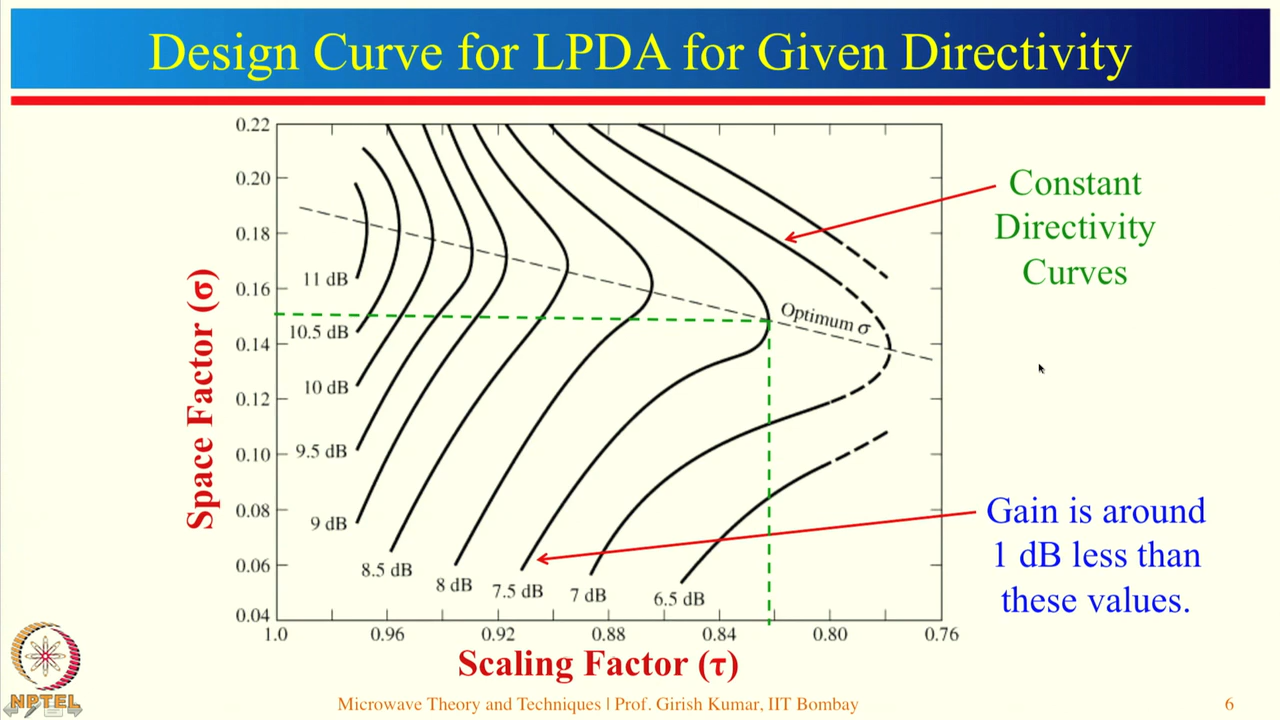 Design Curve for LPDA for Given Directivity
0.22
0.20
0.18
0.16
0.14
0.12
0.10
0.08
0.06
0.04
Space Factor (σ)
11 dB
10.5 dB
10 dB
9.5 dB
9 dB
8.5 dB
8 dB
7.5 dB
7 dB
6.5 dB
Optimum σ
1.0 0.96 0.92 0.88 0.84 0.80 0.76
Scaling Factor (τ)
Constant
Directivity
Curves
Gain is around
1 dB less than
these values.
NPTEL
Microwave Theory and Techniques | Prof. Girish Kumar, IIT Bombay
6